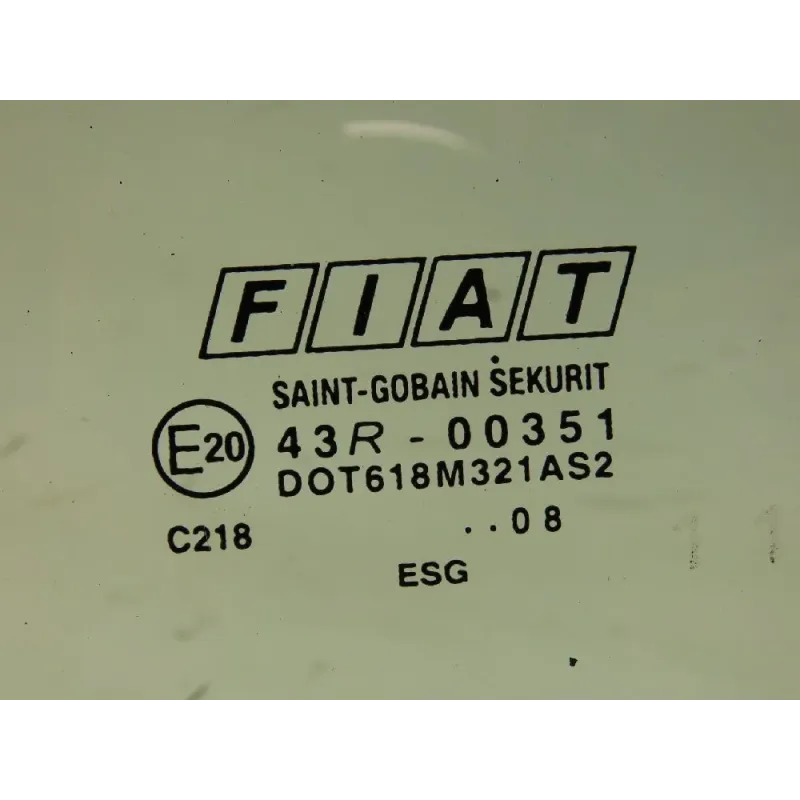 FIAT
SAINT-GOBAIN SEKURIT
E20 43R - 00351
DOT618M321AS2
C218 ..08
ESG